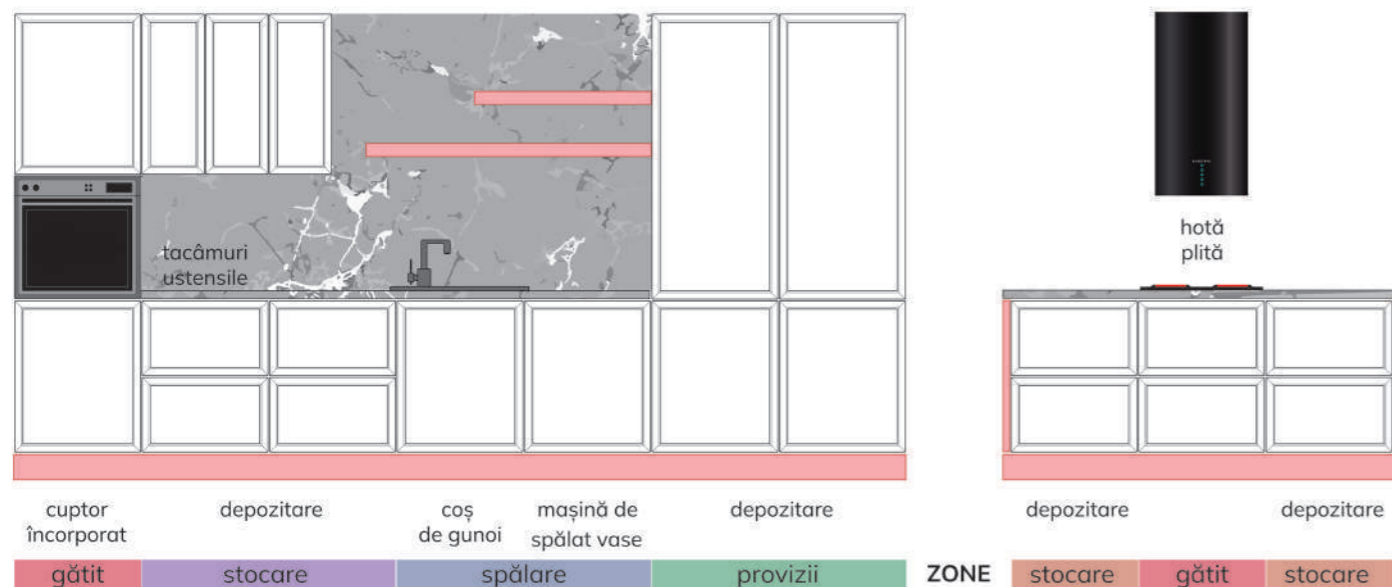 hotă
plită
tacâmuri
ustensile
cuptor
încorporat
depozitare
coș
de gunoi
mașină de
spălat vase
depozitare
depozitare
depozitare
gătit
stocare
spălare
provizii
ZONE
stocare
gătit
stocare